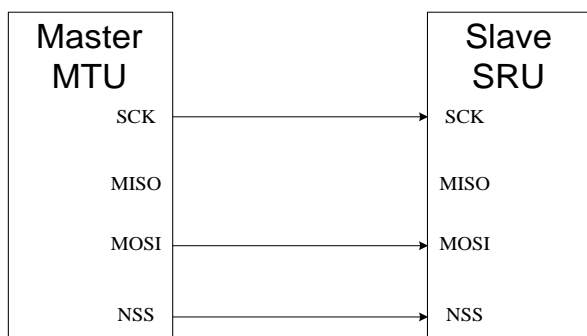 Master
MTU
SCK
MISO
MOSI
NSS
Slave
SRU
SCK
MISO
MOSI
NSS